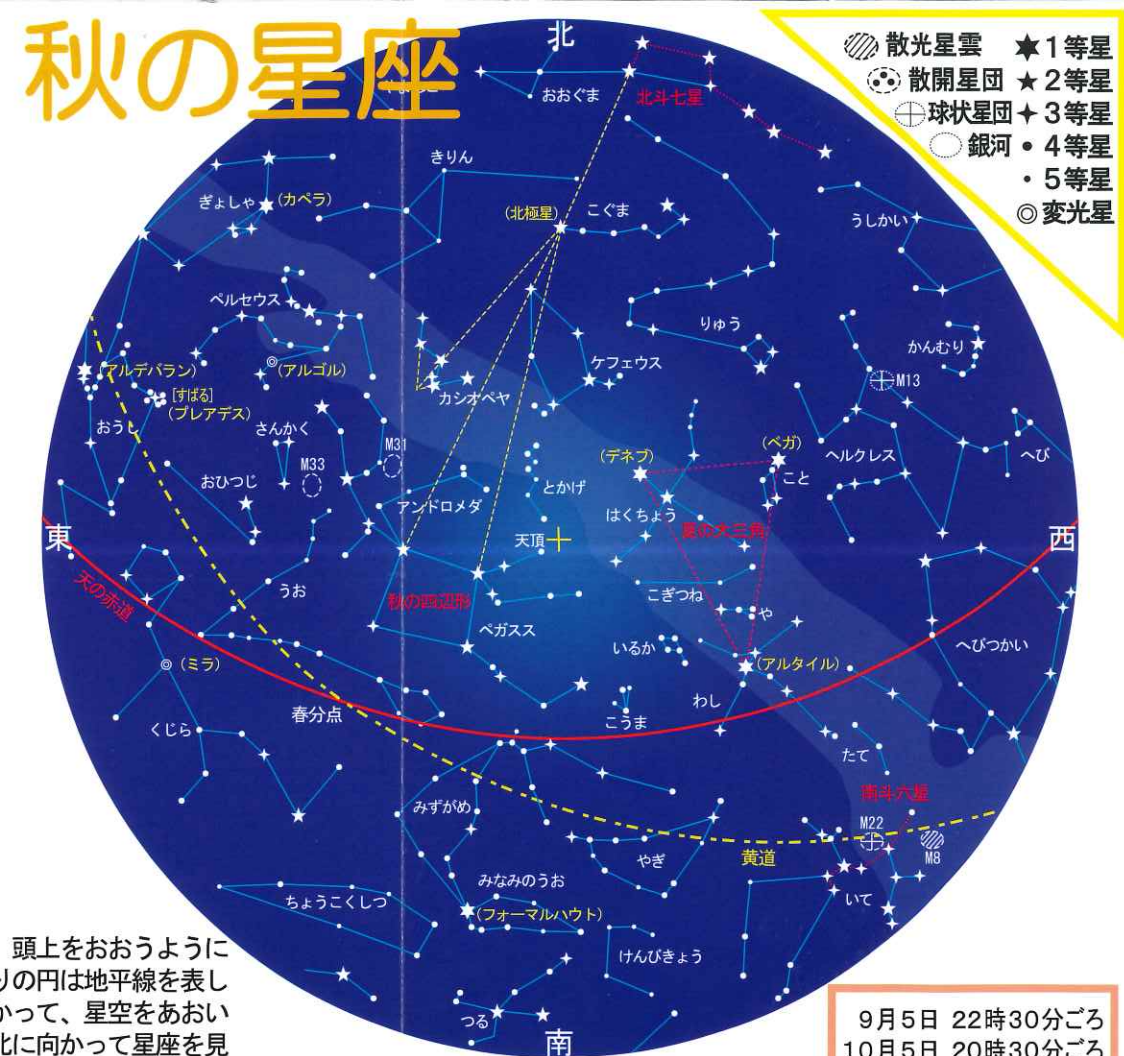 秋の星座
散光星雲 1等星
散開星団 2等星
球状星団 3等星
銀河 4等星
5等星
変光星
北
おおぐま
北斗七星
きりん
ぎょしゃ
(カペラ)
(北極星)
こぐま
うしかい
ペルセウス
りゅう
かんむり
(アルデバラン)
(アルゴル)
ケフェウス
M13
[すばる]
(プレアデス)
カシオペヤ
おうし
さんかく
M31
(デネブ)
(ベガ)
ヘルクレス
へび
M33
こと
おひつじ
とかげ
アンドロメダ
はくちょう
夏の大三角
東
天頂
西
天の赤道
うお
秋の四辺形
こぎつね
や
ペガスス
いるか
へびつかい
(ミラ)
(アルタイル)
わし
春分点
こうま
くじら
たて
南斗六星
みずがめ
M22
M8
やぎ
黄道
みなみのうお
いて
ちょうこくしつ
(フォーマルハウト)
けんびきょう
つる
南
頭上をおおうように
りの円は地平線を表し
かって、星空をあおい
北に向かって星座を見
9月5日 22時30分ごろ
10月5日 20時30分ごろ